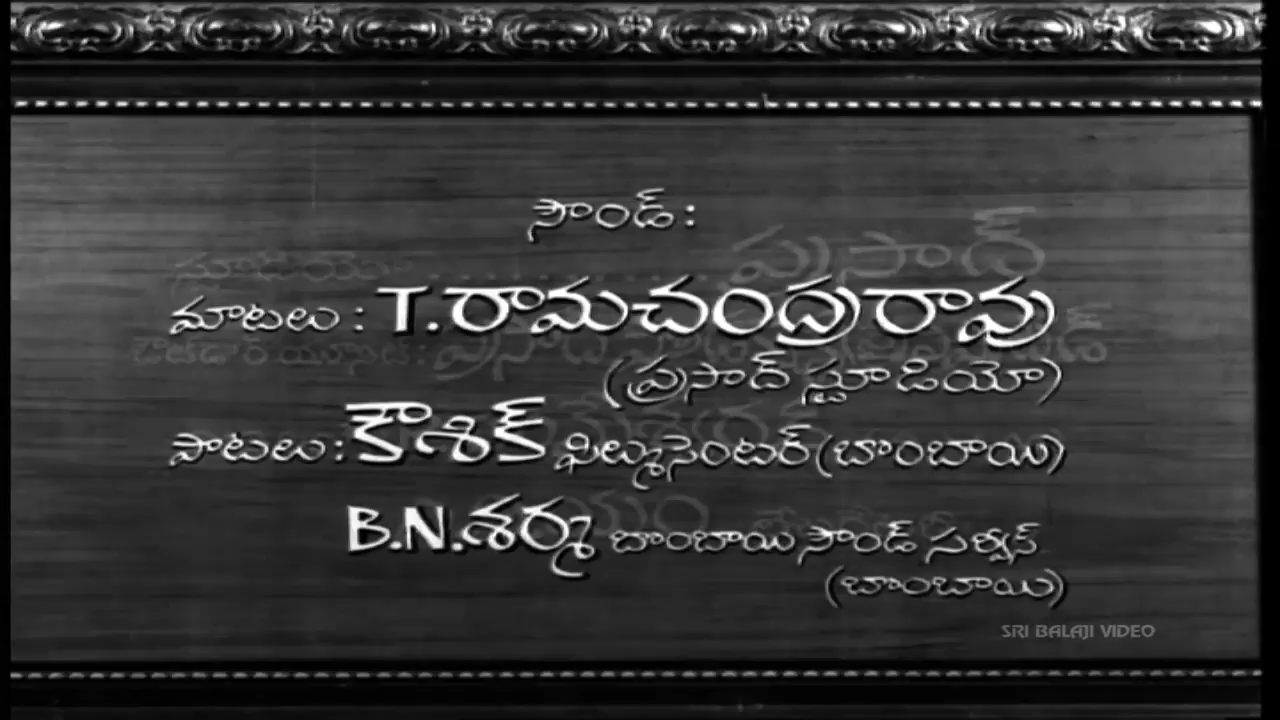 సౌండ్ :
మాటలు : T. రామచంద్రరావు
(ప్రసాద్ స్టూడియో)
పాటలు : కౌశిక్ ఫిల్ముసెంటర్ (బొంబాయి)
B.N. శర్మ బొంబాయి సౌండ్ సర్వీస్
(బొంబాయి)
SRI BALAJI VIDEO